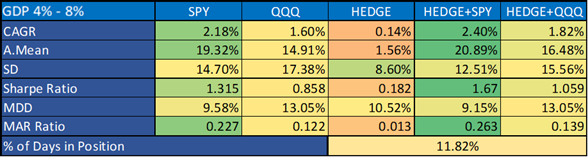 GDP 4% - 8% SPY QQQ HEDGE HEDGE+SPY HEDGE+QQQ
CAGR 2.18% 1.60% 0.14% 2.40% 1.82%
A.Mean 19.32% 14.91% 1.56% 20.89% 16.48%
SD 14.70% 17.38% 8.60% 12.51% 15.56%
Sharpe Ratio 1.315 0.858 0.182 1.67 1.059
MDD 9.58% 13.05% 10.52% 9.15% 13.05%
MAR Ratio 0.227 0.122 0.013 0.263 0.139
% of Days in Position 11.82%